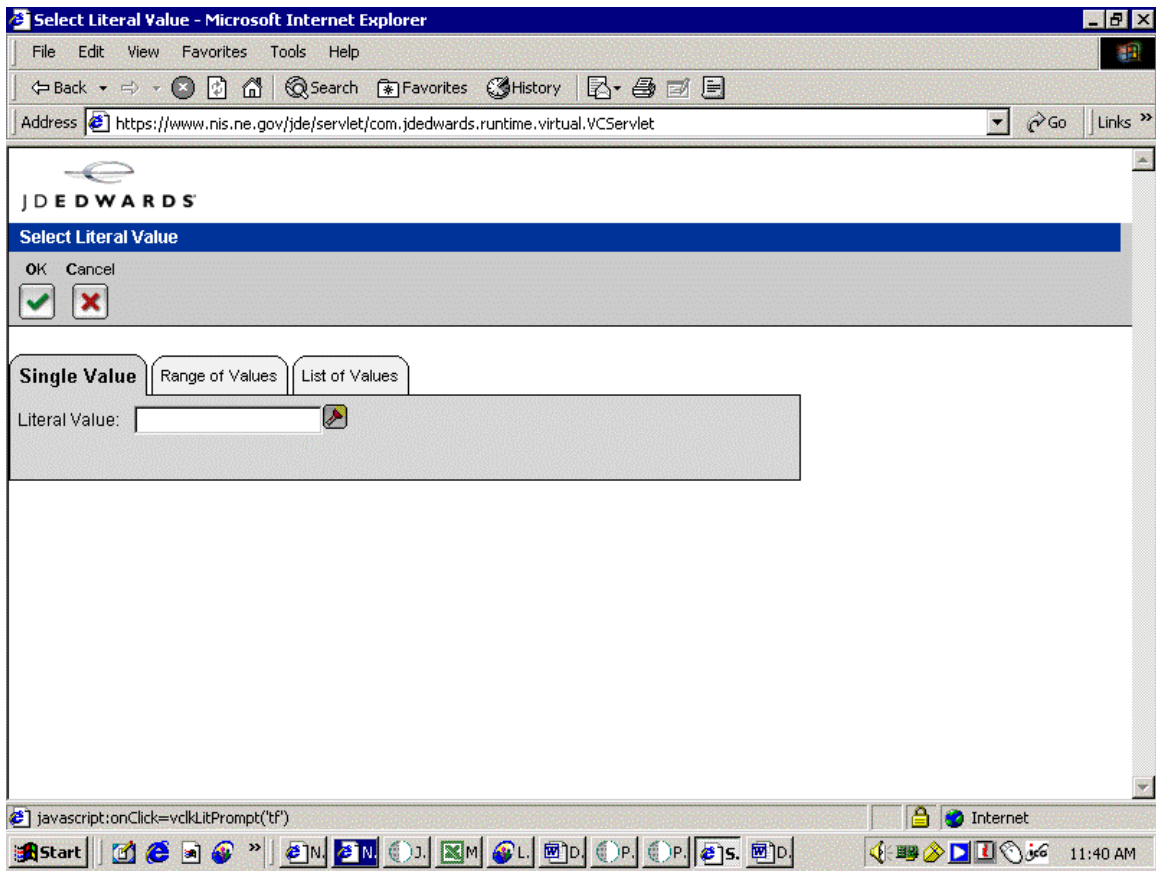 Select Literal Value - Microsoft Internet Explorer
File Edit View Favorites Tools Help
Back Search Favorites History
Address https://www.nis.ne.gov/jde/servlet/com.jdedwards.runtime.virtual.VCServlet Go Links »
JDEDWARDS
Select Literal Value
OK Cancel
Single Value Range of Values List of Values
Literal Value:
javascript:onClick=vclkLitPrompt('tf') Internet
Start » N. N. J. M L. D. P. P. S. D. jcg 11:40 AM